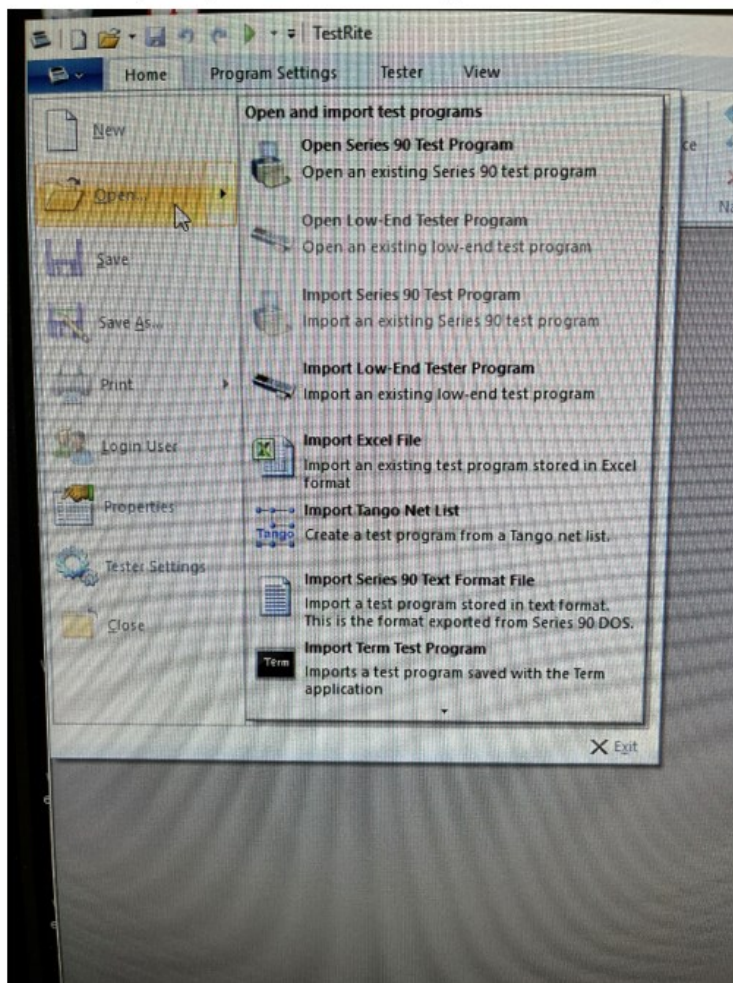 TestRite
Home Program Settings Tester View
New
Open...
Save
Save As...
Print
Login User
Properties
Tester Settings
Close
Open and import test programs
Open Series 90 Test Program
Open an existing Series 90 test program
Open Low-End Tester Program
Open an existing low-end test program
Import Series 90 Test Program
Import an existing Series 90 test program
Import Low-End Tester Program
Import an existing low-end test program
Import Excel File
Import an existing test program stored in Excel
format
Import Tango Net List
Tango Create a test program from a Tango net list.
Import Series 90 Text Format File
Import a test program stored in text format.
This is the format exported from Series 90 DOS.
Import Term Test Program
Term Imports a test program saved with the Term
application
Exit
ce
Na